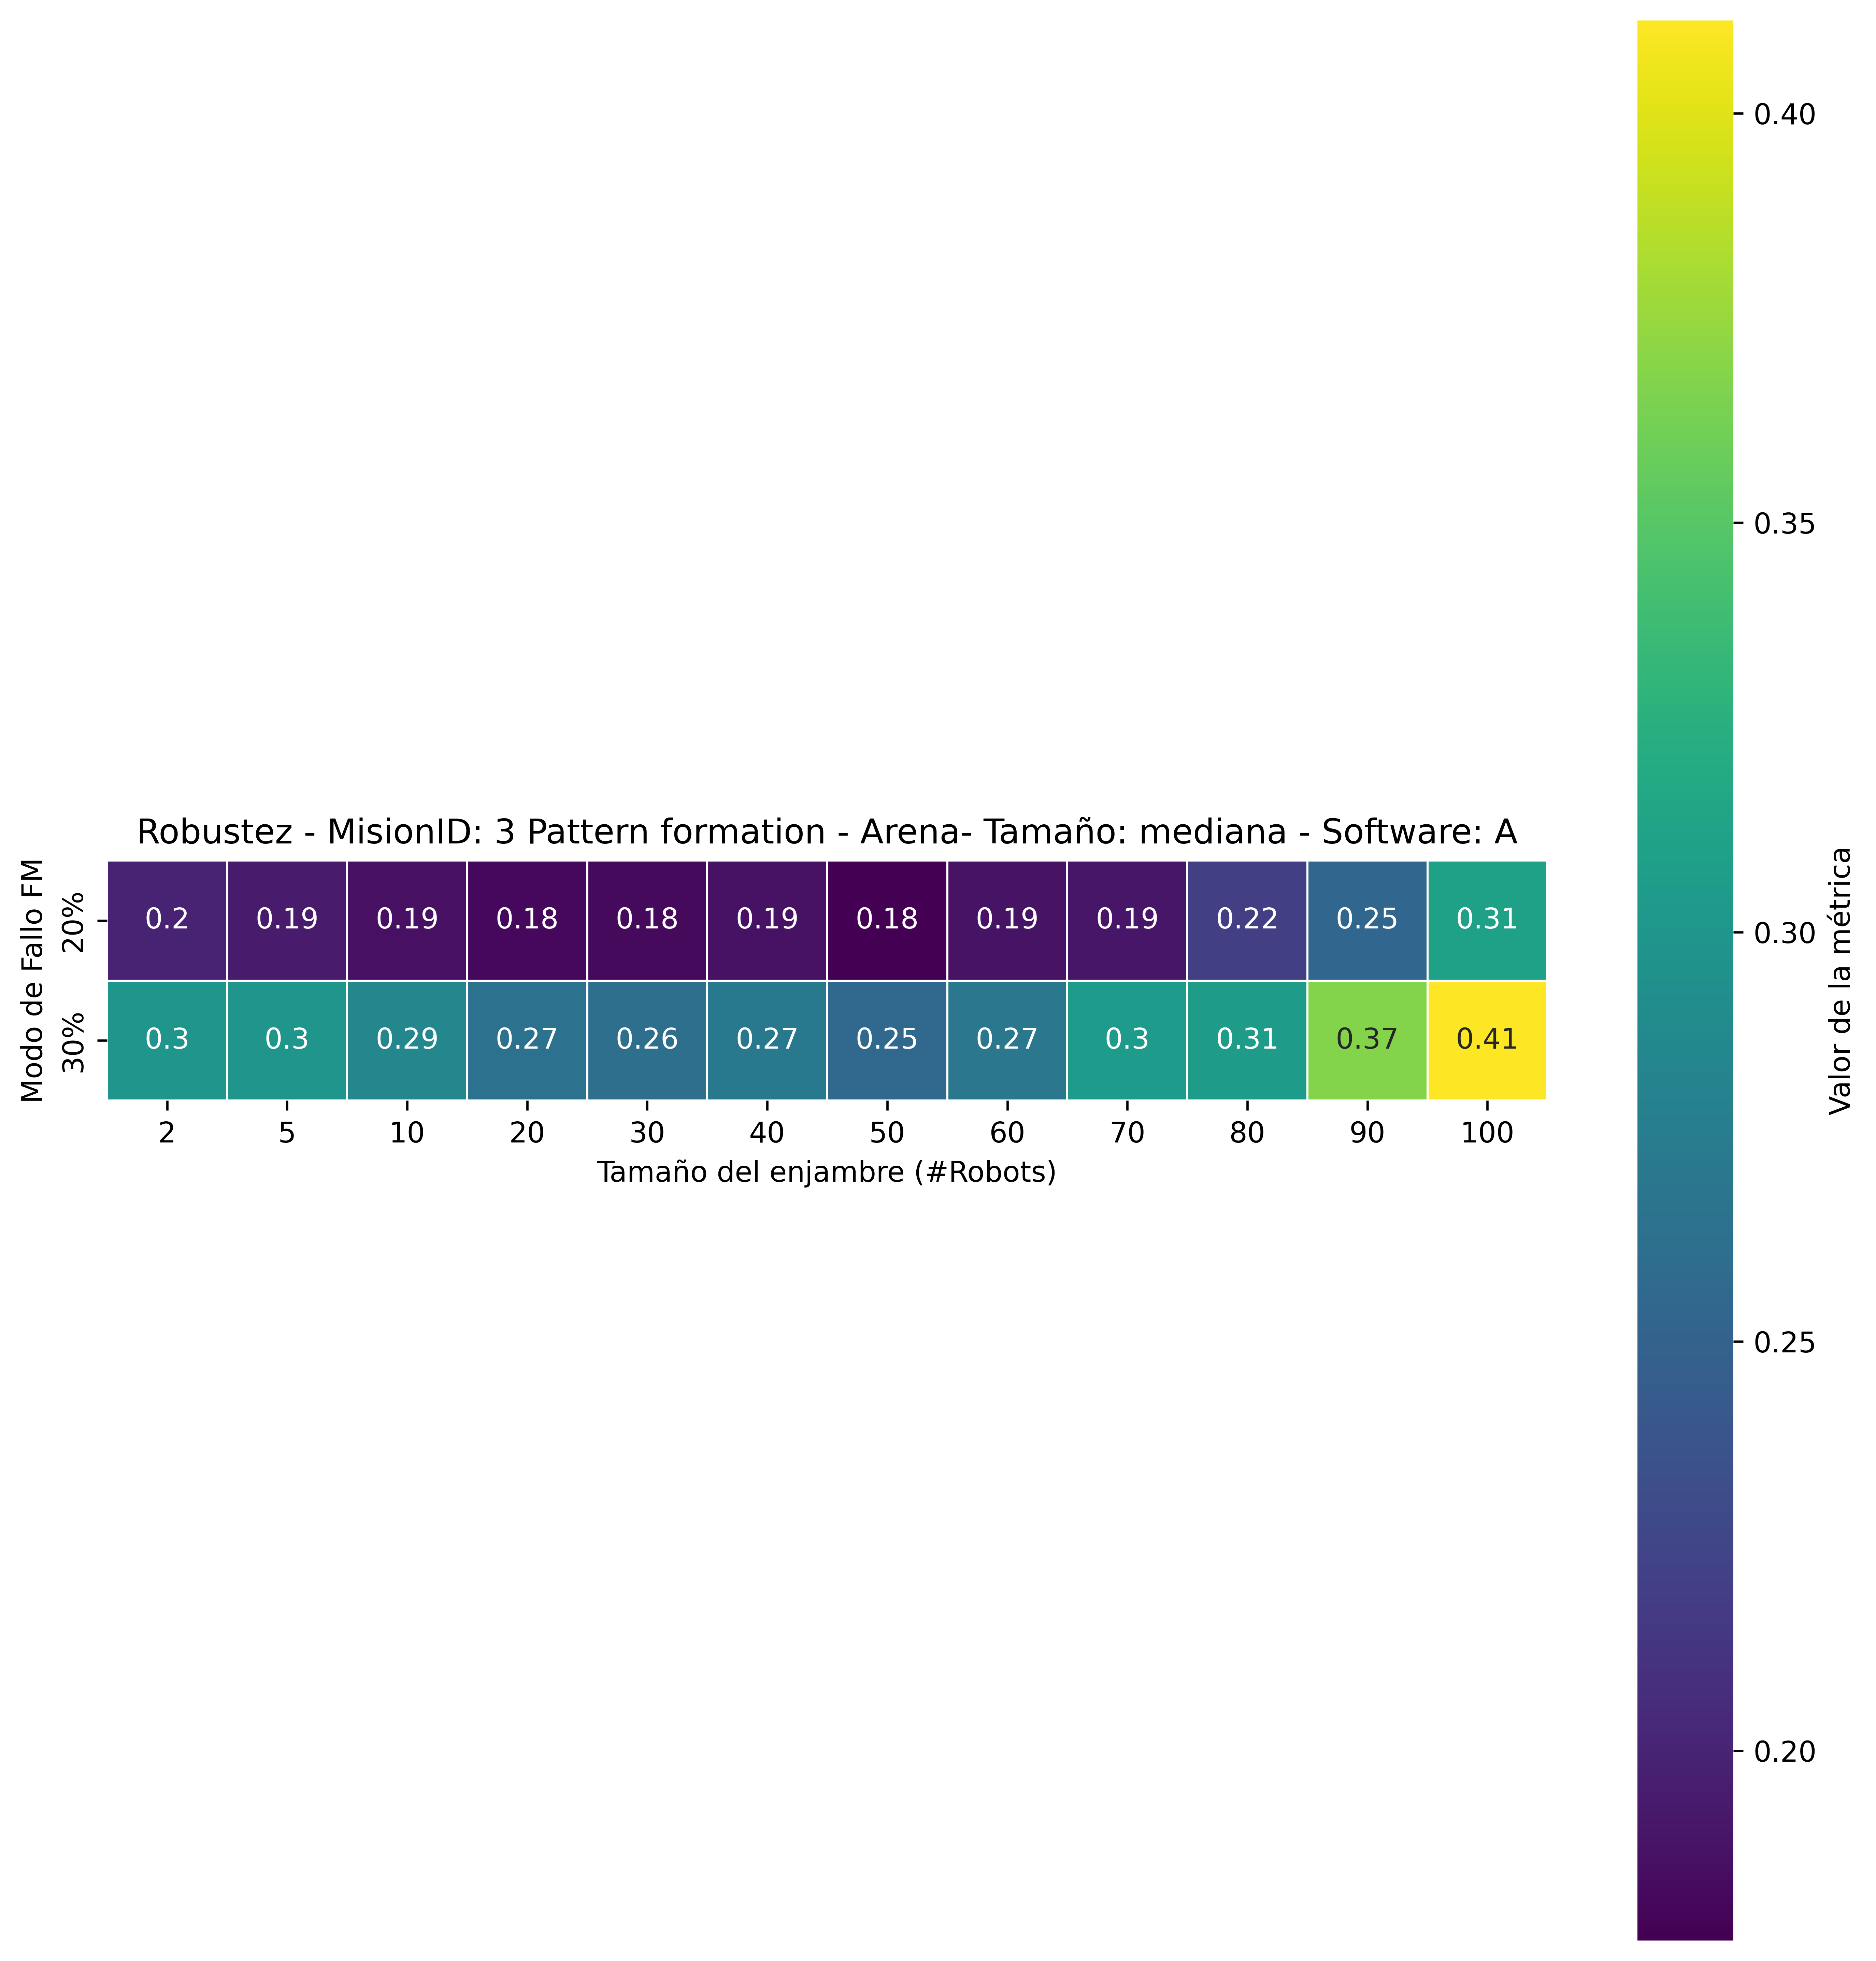 Robustez - MisionID: 3 Pattern formation - Arena- Tamaño: mediana - Software: A
Modo de Fallo FM
20%
0.2 0.19 0.19 0.18 0.18 0.19 0.18 0.19 0.19 0.22 0.25 0.31
30%
0.3 0.3 0.29 0.27 0.26 0.27 0.25 0.27 0.3 0.31 0.37 0.41
2 5 10 20 30 40 50 60 70 80 90 100
Tamaño del enjambre (#Robots)
0.40
0.35
0.30
0.25
0.20
Valor de la métrica